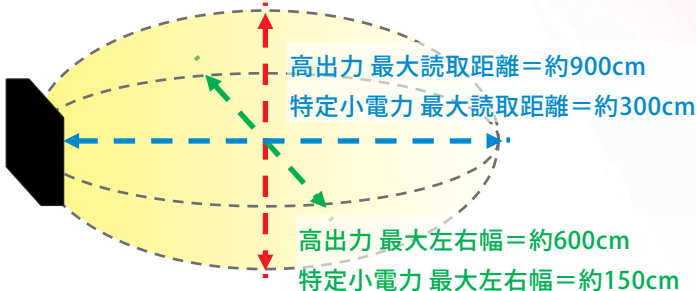 高出力 最大読取距離＝約900cm
特定小電力 最大読取距離＝約300cm
高出力 最大左右幅＝約600cm
特定小電力 最大左右幅＝約150cm